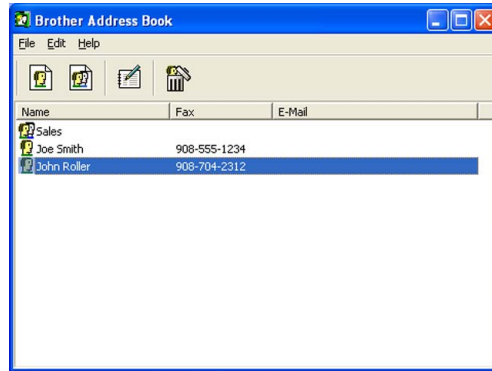 Brother Address Book
File Edit Help
Name Fax E-Mail
Sales
Joe Smith 908-555-1234
John Roller 908-704-2312